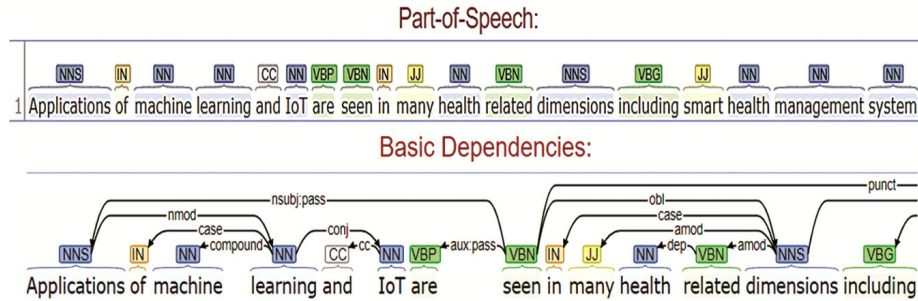 Part-of-Speech:
NNS IN NN NN CC NN VBP VBN IN JJ NN VBN NNS VBG JJ NN NN NN
1 Applications of machine learning and IoT are seen in many health related dimensions including smart health management system
Basic Dependencies:
punct
nsubj:pass obl
nmod case
case conj amod
compound cc aux:pass dep amod
NNS IN NN NN CC NN VBP VBN IN JJ NN VBN NNS VBG
Applications of machine learning and IoT are seen in many health related dimensions including